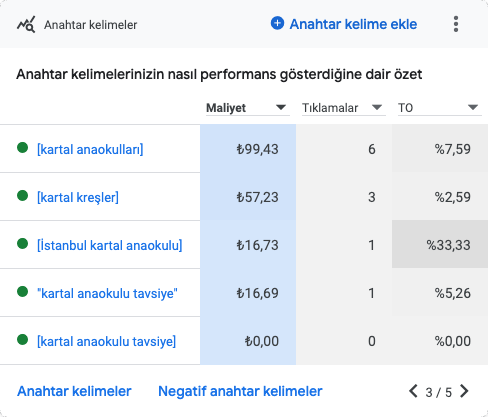 Anahtar kelimeler
Anahtar kelime ekle
Anahtar kelimelerinizin nasıl performans gösterdiğine dair özet
Maliyet Tıklamalar TO
[kartal anaokulları] ₺99,43 6 %7,59
[kartal kreşler] ₺57,23 3 %2,59
[İstanbul kartal anaokulu] ₺16,73 1 %33,33
"kartal anaokulu tavsiye" ₺16,69 1 %5,26
[kartal anaokulu tavsiye] ₺0,00 0 %0,00
Anahtar kelimeler Negatif anahtar kelimeler 3 / 5